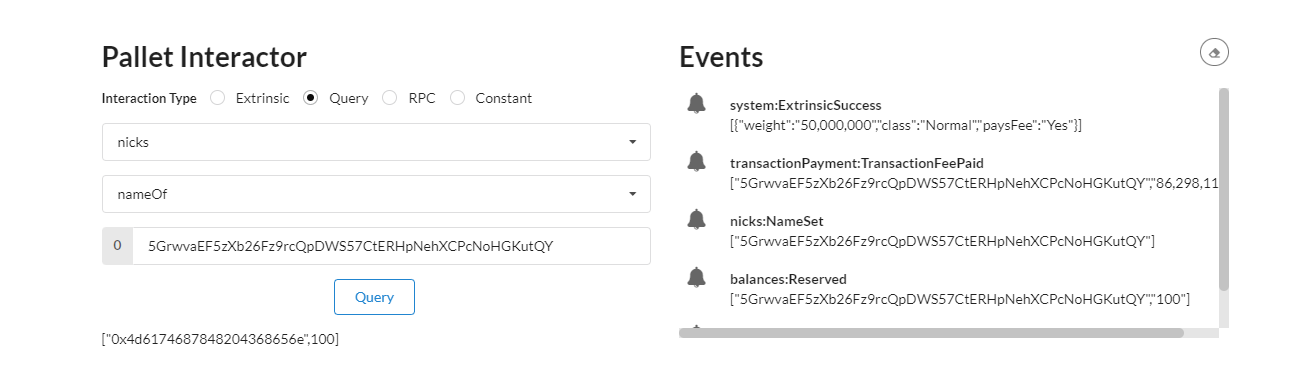 Pallet Interactor
Interaction Type Extrinsic Query RPC Constant
nicks
nameOf
0 5GrwvaEF5zXb26Fz9rcQpDWS57CtERHpNehXCPcNoHGKutQY
Query
["0x4d6174687848204368656e",100]
Events
system:ExtrinsicSuccess
[{"weight":"50,000,000","class":"Normal","paysFee":"Yes"}]
transactionPayment:TransactionFeePaid
["5GrwvaEF5zXb26Fz9rcQpDWS57CtERHpNehXCPcNoHGKutQY","86,298,11
nicks:NameSet
["5GrwvaEF5zXb26Fz9rcQpDWS57CtERHpNehXCPcNoHGKutQY"]
balances:Reserved
["5GrwvaEF5zXb26Fz9rcQpDWS57CtERHpNehXCPcNoHGKutQY","100"]